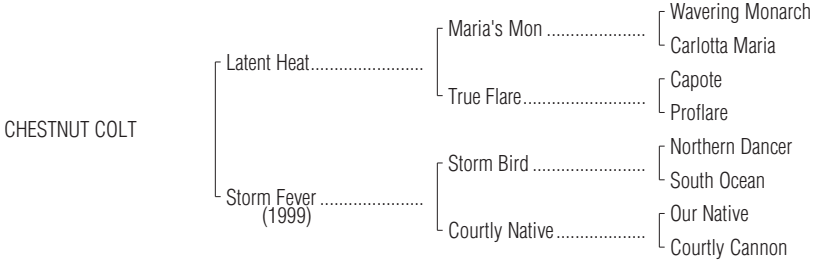 Wavering Monarch
Maria's Mon ....................
Carlotta Maria
Latent Heat.......................
Capote
True Flare.........................
Proflare
CHESTNUT COLT
Northern Dancer
Storm Bird .......................
South Ocean
Storm Fever .....................
(1999)
Our Native
Courtly Native..................
Courtly Cannon